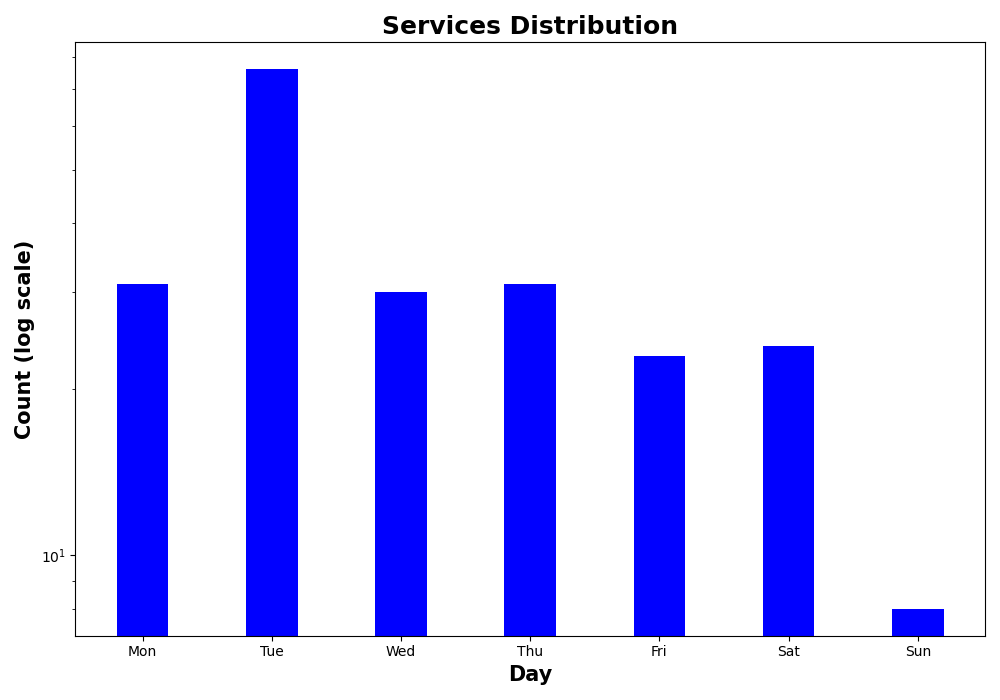 Services Distribution
Count (log scale)
10¹
Mon Tue Wed Thu Fri Sat Sun
Day